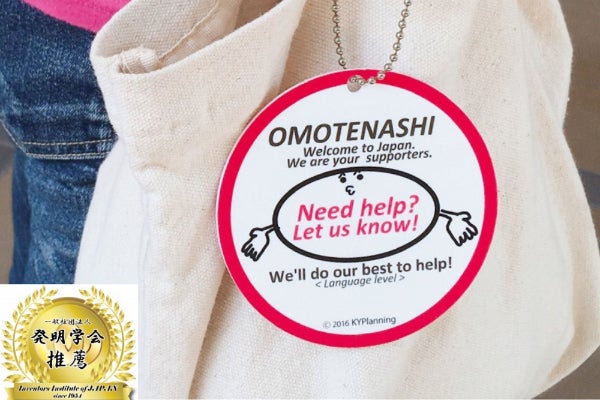 OMOTENASHI
Welcome to Japan.
We are your supporters.
Need help?
Let us know!
We'll do our best to help!
< Language level >
© 2016 KYPlanning
一般社団法人
発明学会
推薦
Inventors Institute of JAPAN
since 1954